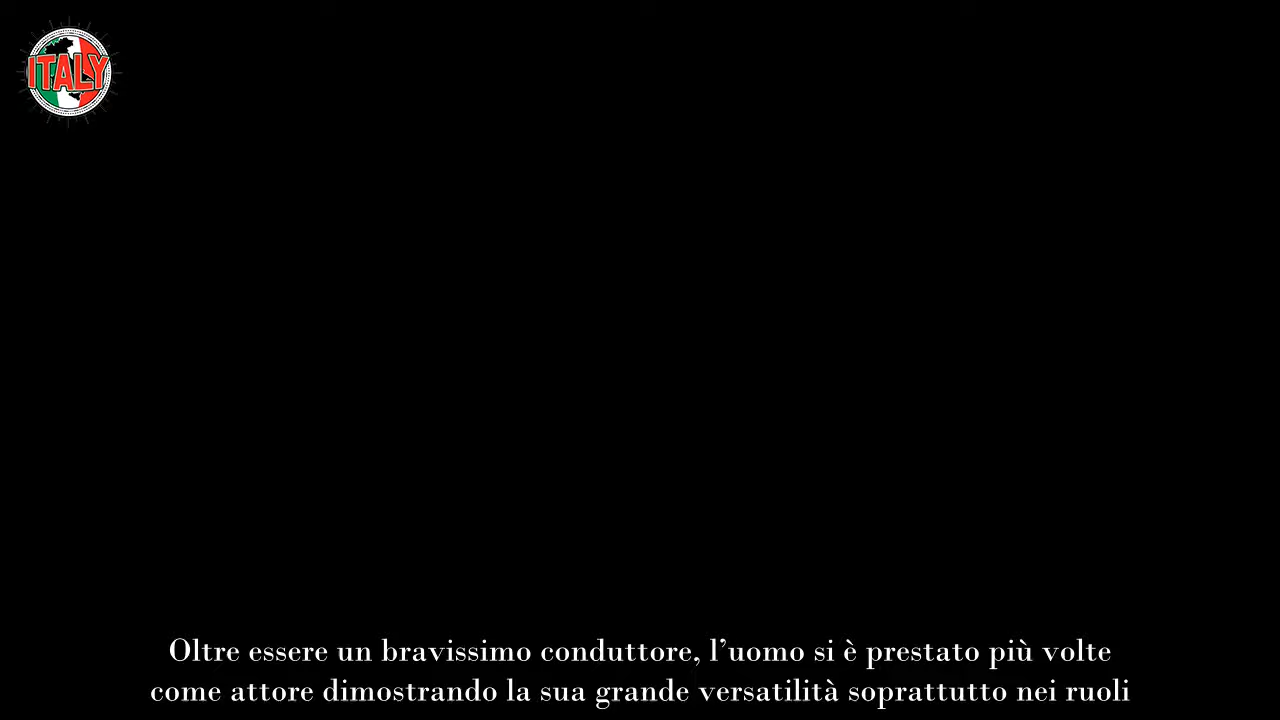 ITALY
Oltre essere un bravissimo conduttore, l’uomo si è prestato più volte
come attore dimostrando la sua grande versatilità soprattutto nei ruoli